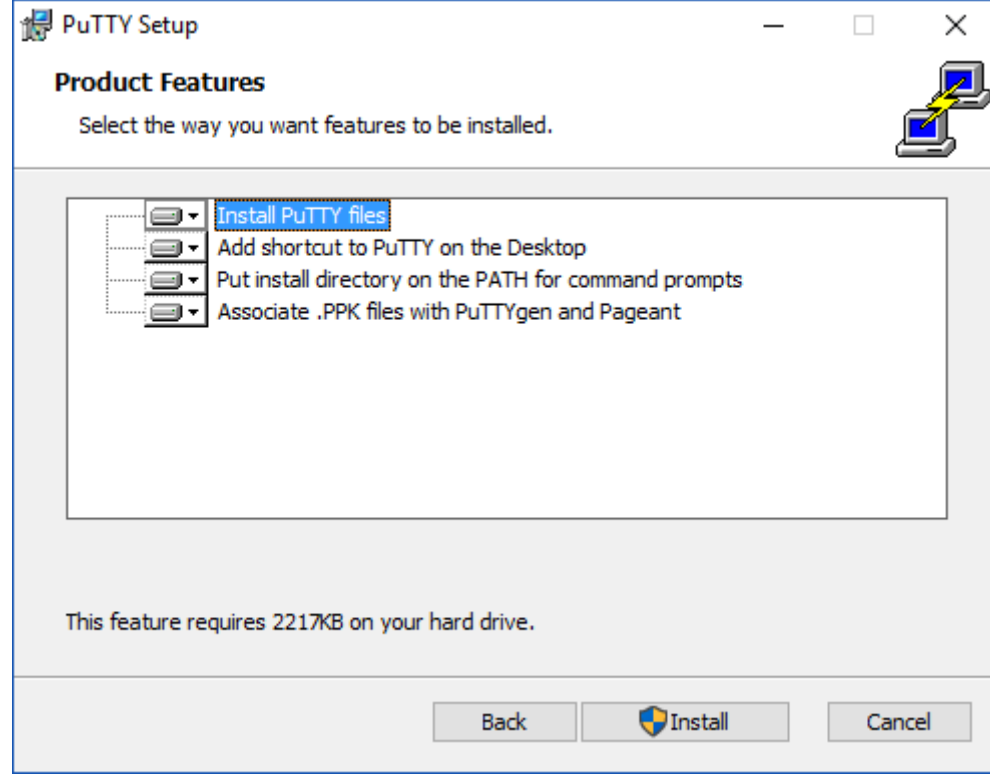 PuTTY Setup
Product Features
Select the way you want features to be installed.
Install PuTTY files
Add shortcut to PuTTY on the Desktop
Put install directory on the PATH for command prompts
Associate .PPK files with PuTTYgen and Pageant
This feature requires 2217KB on your hard drive.
Back Install Cancel